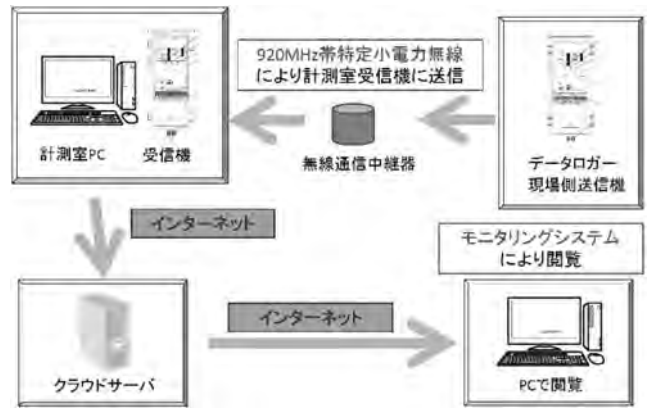 920MHz帯特定小電力無線
により計測室受信機に送信
計測室PC
受信機
無線通信中継器
データロガー
現場側送信機
インターネット
モニタリングシステム
により閲覧
インターネット
クラウドサーバ
PCで閲覧